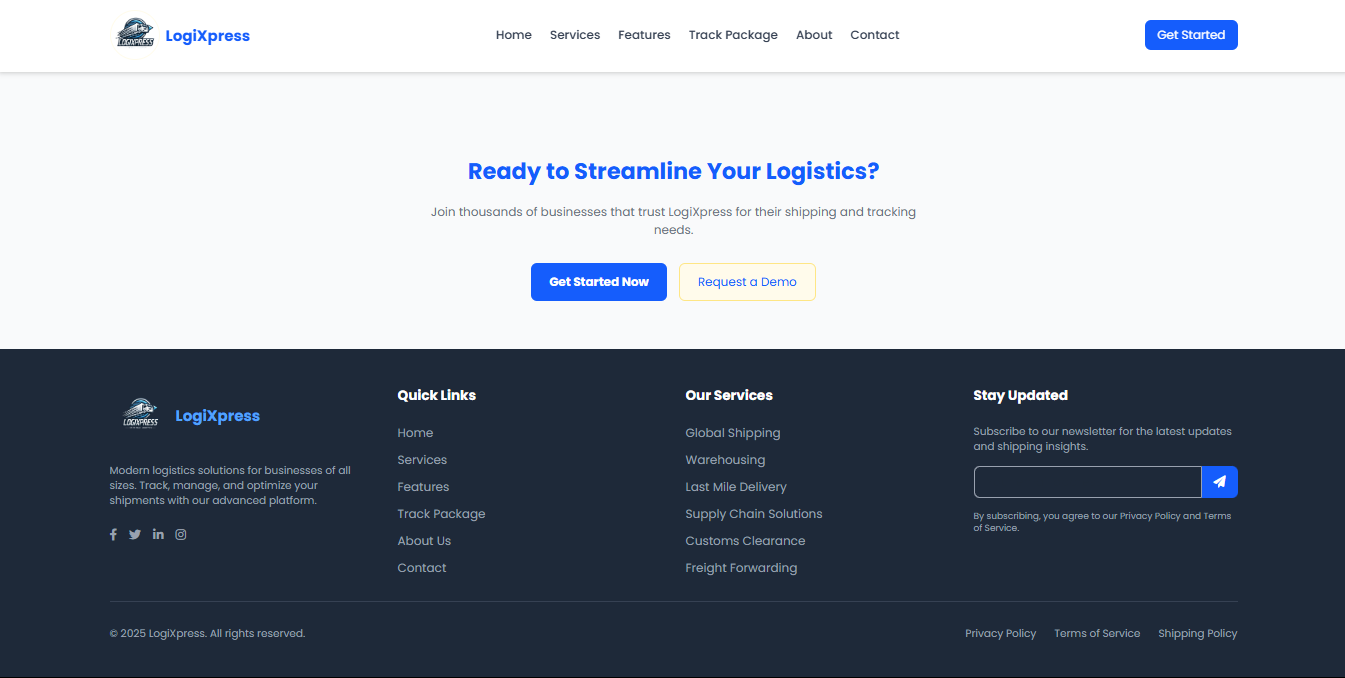 LOGIXPRESS
LogiXpress
Home
Services
Features
Track Package
About
Contact
Get Started
Ready to Streamline Your Logistics?
Join thousands of businesses that trust LogiXpress for their shipping and tracking
needs.
Get Started Now
Request a Demo
LOGIXPRESS
LogiXpress
Modern logistics solutions for businesses of all
sizes. Track, manage, and optimize your
shipments with our advanced platform.
Quick Links
Home
Services
Features
Track Package
About Us
Contact
Our Services
Global Shipping
Warehousing
Last Mile Delivery
Supply Chain Solutions
Customs Clearance
Freight Forwarding
Stay Updated
Subscribe to our newsletter for the latest updates
and shipping insights.
By subscribing, you agree to our Privacy Policy and Terms
of Service.
© 2025 LogiXpress. All rights reserved.
Privacy Policy
Terms of Service
Shipping Policy